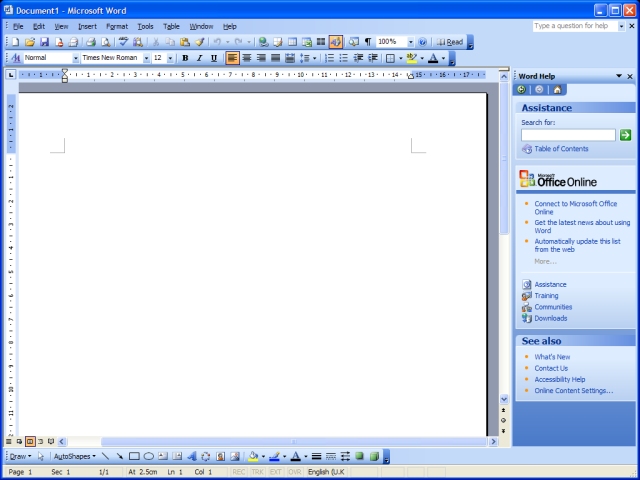 Document1 - Microsoft Word
File Edit View Insert Format Tools Table Window Help
Type a question for help
100%
Read
Normal
Times New Roman
12
B I U
Word Help
Assistance
Search for:
Table of Contents
Microsoft
Office Online
Connect to Microsoft Office
Online
Get the latest news about using
Word
Automatically update this list
from the web
More...
Assistance
Training
Communities
Downloads
See also
What's New
Contact Us
Accessibility Help
Online Content Settings...
Draw
AutoShapes
Page 1 Sec 1 1/1 At 2.5cm Ln 1 Col 1 REC TRK EXT OVR English (U.K